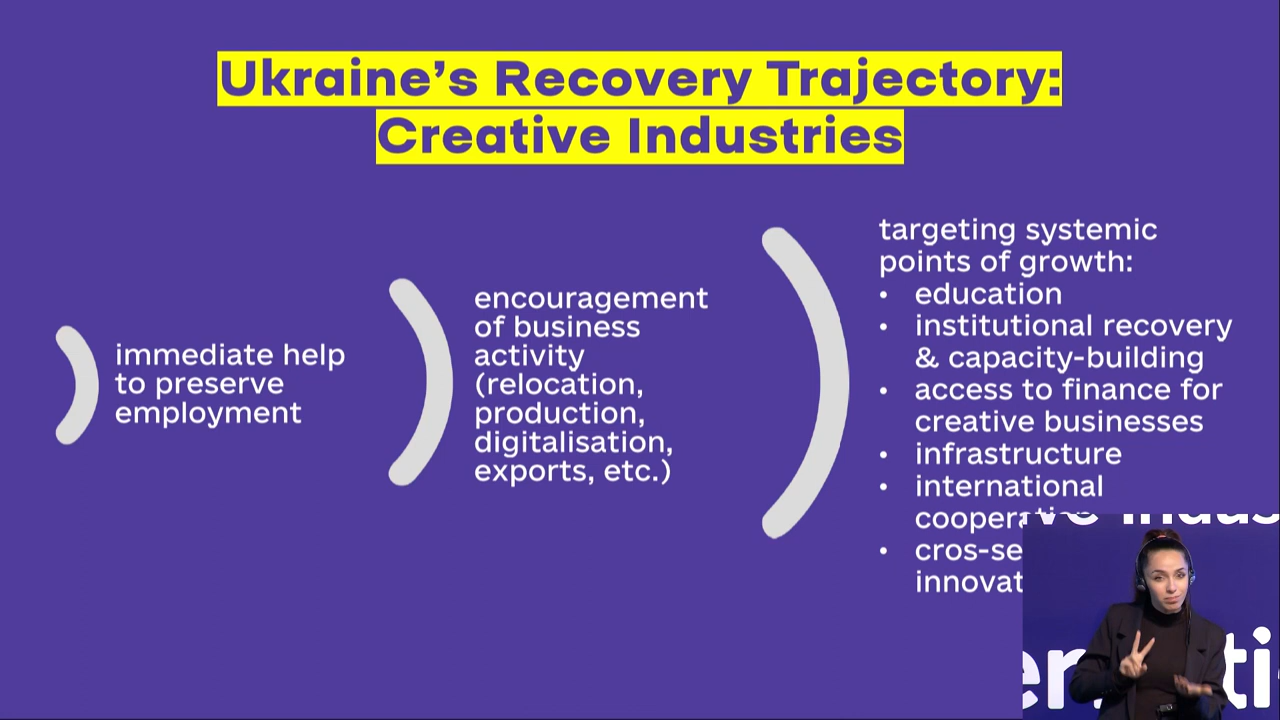 Ukraine’s Recovery Trajectory:
Creative Industries
immediate help
to preserve
employment
encouragement
of business
activity
(relocation,
production,
digitalisation,
exports, etc.)
targeting systemic
points of growth:
• education
• institutional recovery
& capacity-building
• access to finance for
creative businesses
• infrastructure
• international
cooperation
• cros-se
innovat